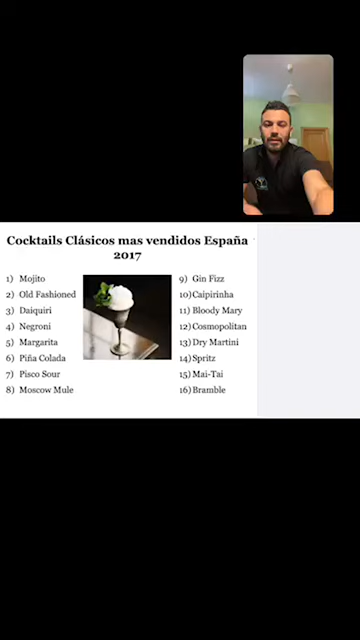 Cocktails Clásicos mas vendidos España
2017
1) Mojito
2) Old Fashioned
3) Daiquiri
4) Negroni
5) Margarita
6) Piña Colada
7) Pisco Sour
8) Moscow Mule
9) Gin Fizz
10) Caipirinha
11) Bloody Mary
12) Cosmopolitan
13) Dry Martini
14) Spritz
15) Mai-Tai
16) Bramble